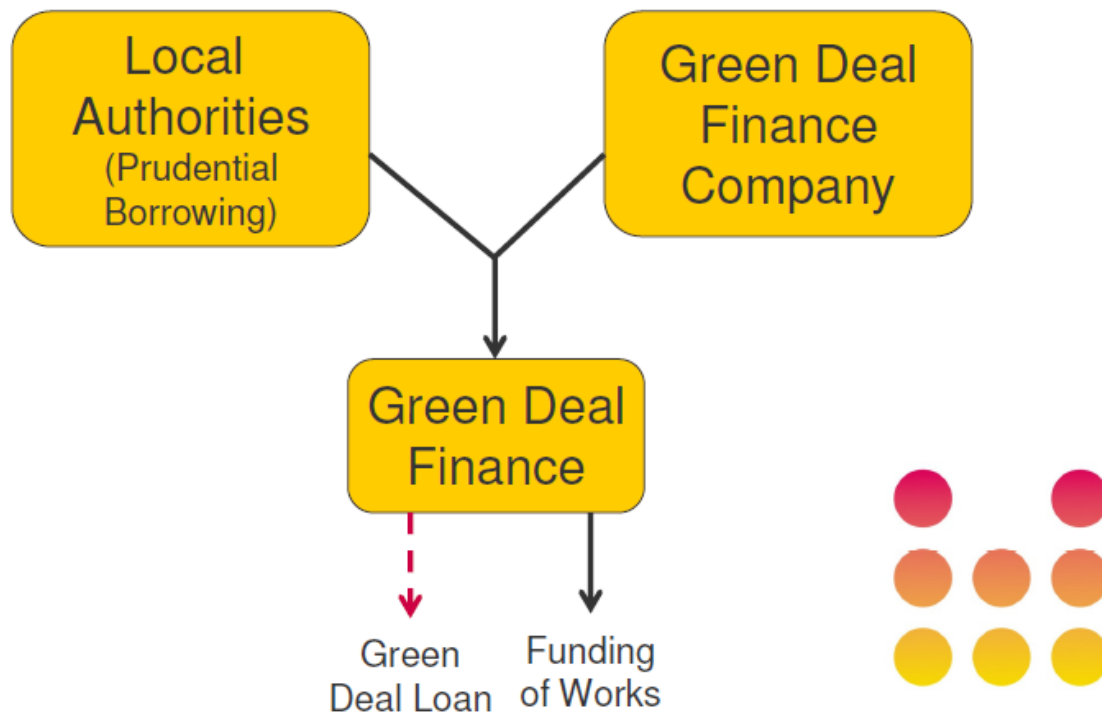 Local
Authorities
(Prudential
Borrowing)
Green Deal
Finance
Company
Green Deal
Finance
Green
Deal Loan
Funding
of Works